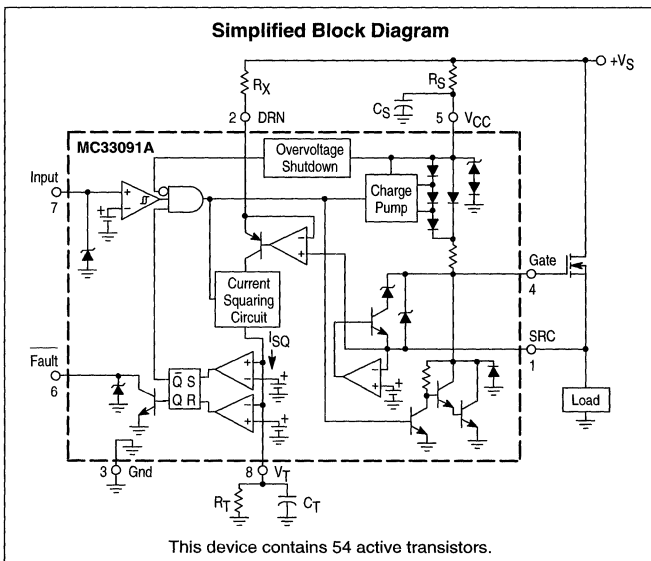 Simplified Block Diagram
+VS
RX
RS
CS
2 DRN
5 VCC
MC33091A
Overvoltage
Shutdown
Input
7
Charge
Pump
Gate
4
Current
Squaring
Circuit
ISQ
SRC
1
Fault
6
Q̅ S
Q R
Load
3 Gnd
8 VT
RT
CT
This device contains 54 active transistors.